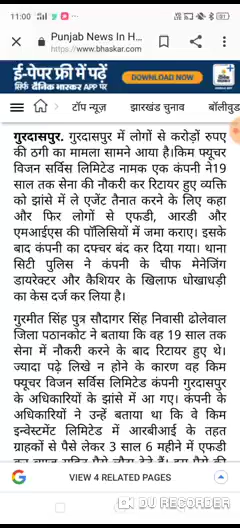 11:00
Punjab News In H...
https://www.bhaskar.com
ई-पेपर फ्री में पढ़ें
सिर्फ दैनिक भास्कर APP पर
DOWNLOAD NOW
टॉप न्यूज़ झारखंड चुनाव बॉलीवुड
गुरदासपुर. गुरदासपुर में लोगों से करोड़ों रुपए
की ठगी का मामला सामने आया है।किम फ्यूचर
विजन सर्विस लिमिटेड नामक एक कंपनी ने19
साल तक सेना की नौकरी कर रिटायर हुए व्यक्ति
को झांसे में ले एजेंट तैनात करने के लिए कहा
और फिर लोगों से एफडी, आरडी और
एमआईएस की पॉलिसियों में जमा कराए। इसके
बाद कंपनी का दफ्चर बंद कर दिया गया। थाना
सिटी पुलिस ने कंपनी के चीफ मेनेजिंग
डायरेक्टर और कैशियर के खिलाफ धोखाधड़ी
का केस दर्ज कर लिया है।
गुरमीत सिंह पुत्र सौदागर सिंह निवासी ढोलेवाल
जिला पठानकोट ने बताया कि वह 19 साल तक
सेना में नौकरी करने के बाद रिटायर हुए थे।
ज्यादा पढ़े लिखे न होने के कारण वह किम
फ्यूचर विजन सर्विस लिमिटेड कंपनी गुरदासपुर
के अधिकारियों के झांसे में आ गए। कंपनी के
अधिकारियों ने उन्हें बताया था कि वे किम
इन्वेस्टमेंट लिमिटेड में आरबीआई के तहत
ग्राहकों से पैसे लेकर 3 साल 6 महीने में एफडी
VIEW 4 RELATED PAGES
DU RECORDER